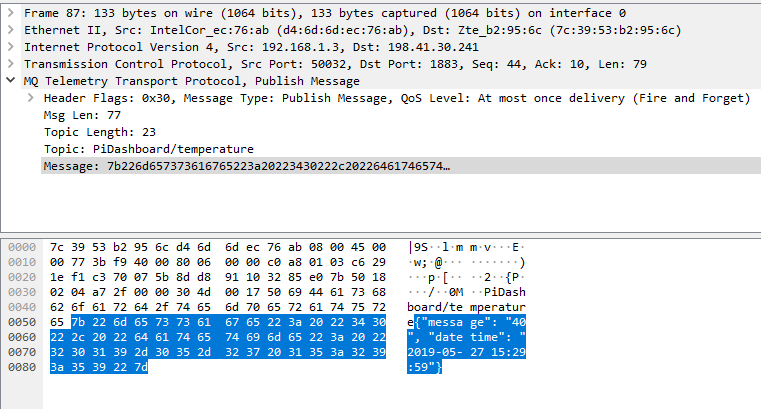 Frame 87: 133 bytes on wire (1064 bits), 133 bytes captured (1064 bits) on interface 0
Ethernet II, Src: IntelCor_ec:76:ab (d4:6d:6d:ec:76:ab), Dst: Zte_b2:95:6c (7c:39:53:b2:95:6c)
Internet Protocol Version 4, Src: 192.168.1.3, Dst: 198.41.30.241
Transmission Control Protocol, Src Port: 50032, Dst Port: 1883, Seq: 44, Ack: 10, Len: 79
MQ Telemetry Transport Protocol, Publish Message
Header Flags: 0x30, Message Type: Publish Message, QoS Level: At most once delivery (Fire and Forget)
Msg Len: 77
Topic Length: 23
Topic: PiDashboard/temperature
Message: 7b226d657373616765223a20223430222c20226461746574…
0000 7c 39 53 b2 95 6c d4 6d 6d ec 76 ab 08 00 45 00 |9S··l·m m·v···E·
0010 00 77 3b f9 40 00 80 06 00 00 c0 a8 01 03 c6 29 ·w;·@··· ·······)
0020 1e f1 c3 70 07 5b 8d d8 91 10 32 85 e0 7b 50 18 ···p·[·· ··2··{P·
0030 02 04 a7 2f 00 00 30 4d 00 17 50 69 44 61 73 68 ···/··0M ··PiDash
0040 62 6f 61 72 64 2f 74 65 6d 70 65 72 61 74 75 72 board/te mperatur
0050 65 7b 22 6d 65 73 73 61 67 65 22 3a 20 22 34 30 e{"messa ge": "40
0060 22 2c 20 22 64 61 74 65 74 69 6d 65 22 3a 20 22 ", "date time": "
0070 32 30 31 39 2d 30 35 2d 32 37 20 31 35 3a 32 39 2019-05- 27 15:29
0080 3a 35 39 22 7d :59"}